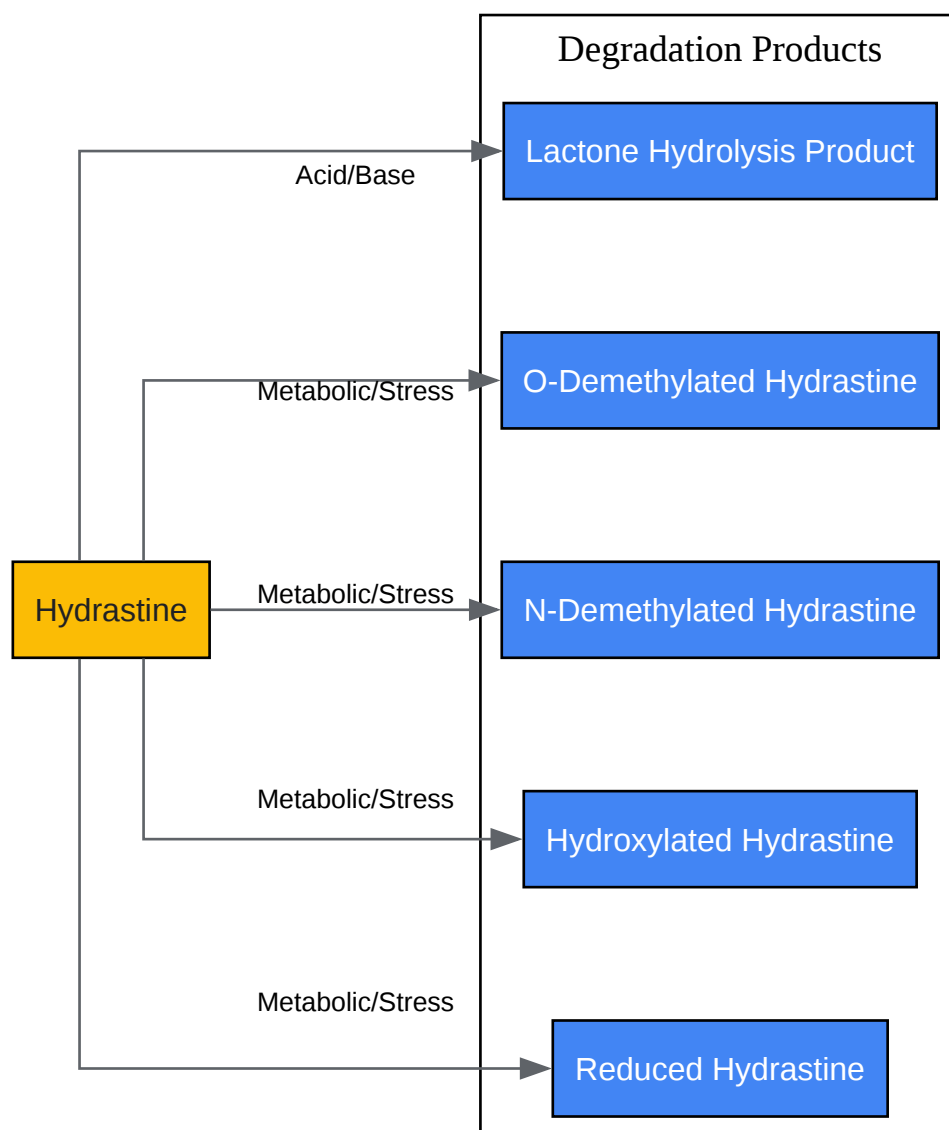 Degradation Products
Lactone Hydrolysis Product
Acid/Base
O-Demethylated Hydrastine
Metabolic/Stress
Hydrastine
Metabolic/Stress
N-Demethylated Hydrastine
Metabolic/Stress
Hydroxylated Hydrastine
Metabolic/Stress
Reduced Hydrastine